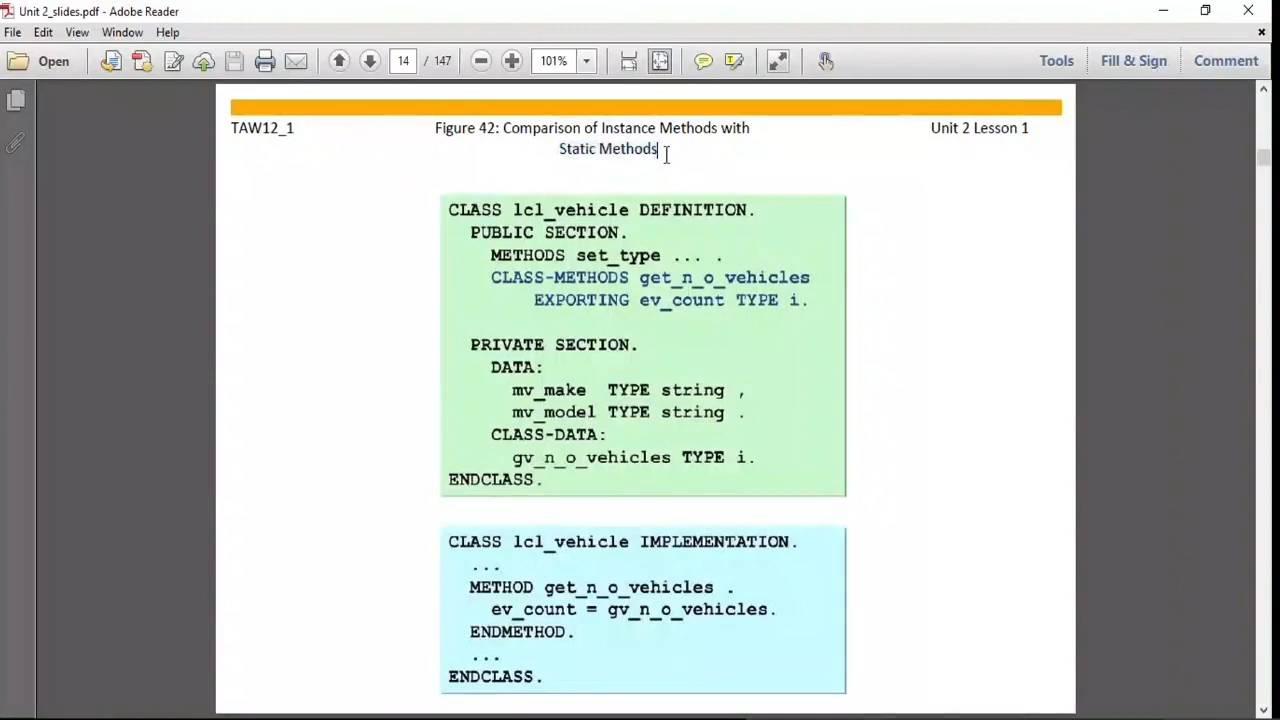 Unit 2_slides.pdf - Adobe Reader
File Edit View Window Help
Open 14 / 147 101% Tools Fill & Sign Comment
TAW12_1 Figure 42: Comparison of Instance Methods with Unit 2 Lesson 1
Static Methods
CLASS lcl_vehicle DEFINITION.
PUBLIC SECTION.
METHODS set_type ... .
CLASS-METHODS get_n_o_vehicles
EXPORTING ev_count TYPE i.
PRIVATE SECTION.
DATA:
mv_make TYPE string ,
mv_model TYPE string .
CLASS-DATA:
gv_n_o_vehicles TYPE i.
ENDCLASS.
CLASS lcl_vehicle IMPLEMENTATION.
...
METHOD get_n_o_vehicles .
ev_count = gv_n_o_vehicles.
ENDMETHOD.
...
ENDCLASS.